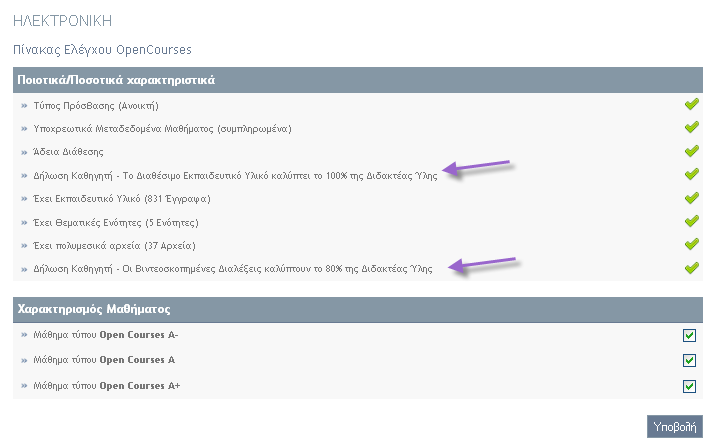 ΗΛΕΚΤΡΟΝΙΚΗ
Πίνακας Ελέγχου OpenCourses
Ποιοτικά/Ποσοτικά χαρακτηριστικά
» Τύπος Πρόσβασης (Ανοικτή)
» Υποχρεωτικά Μεταδεδομένα Μαθήματος (συμπληρωμένα)
» Άδεια Διάθεσης
» Δήλωση Καθηγητή - Το Διαθέσιμο Εκπαιδευτικό Υλικό καλύπτει το 100% της Διδακτέας Ύλης
» Έχει Εκπαιδευτικό Υλικό (831 Έγγραφα)
» Έχει Θεματικές Ενότητες (5 Ενότητες)
» Έχει πολυμεσικά αρχεία (37 Αρχεία)
» Δήλωση Καθηγητή - Οι Βιντεοσκοπημένες Διαλέξεις καλύπτουν το 80% της Διδακτέας Ύλης
Χαρακτηρισμός Μαθήματος
» Μάθημα τύπου Open Courses A-
» Μάθημα τύπου Open Courses A
» Μάθημα τύπου Open Courses A+
Υποβολή